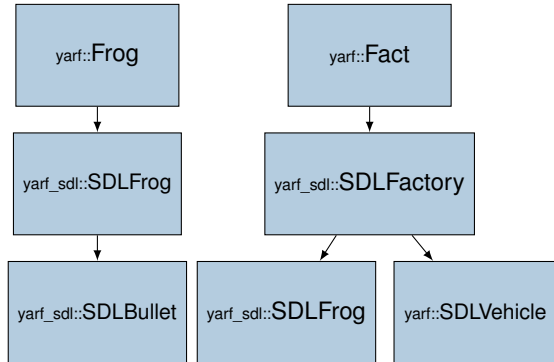 yarf::Frog
yarf::Fact
yarf_sdl::SDLFrog
yarf_sdl::SDLFactory
yarf_sdl::SDLBullet
yarf_sdl::SDLFrog
yarf::SDLVehicle